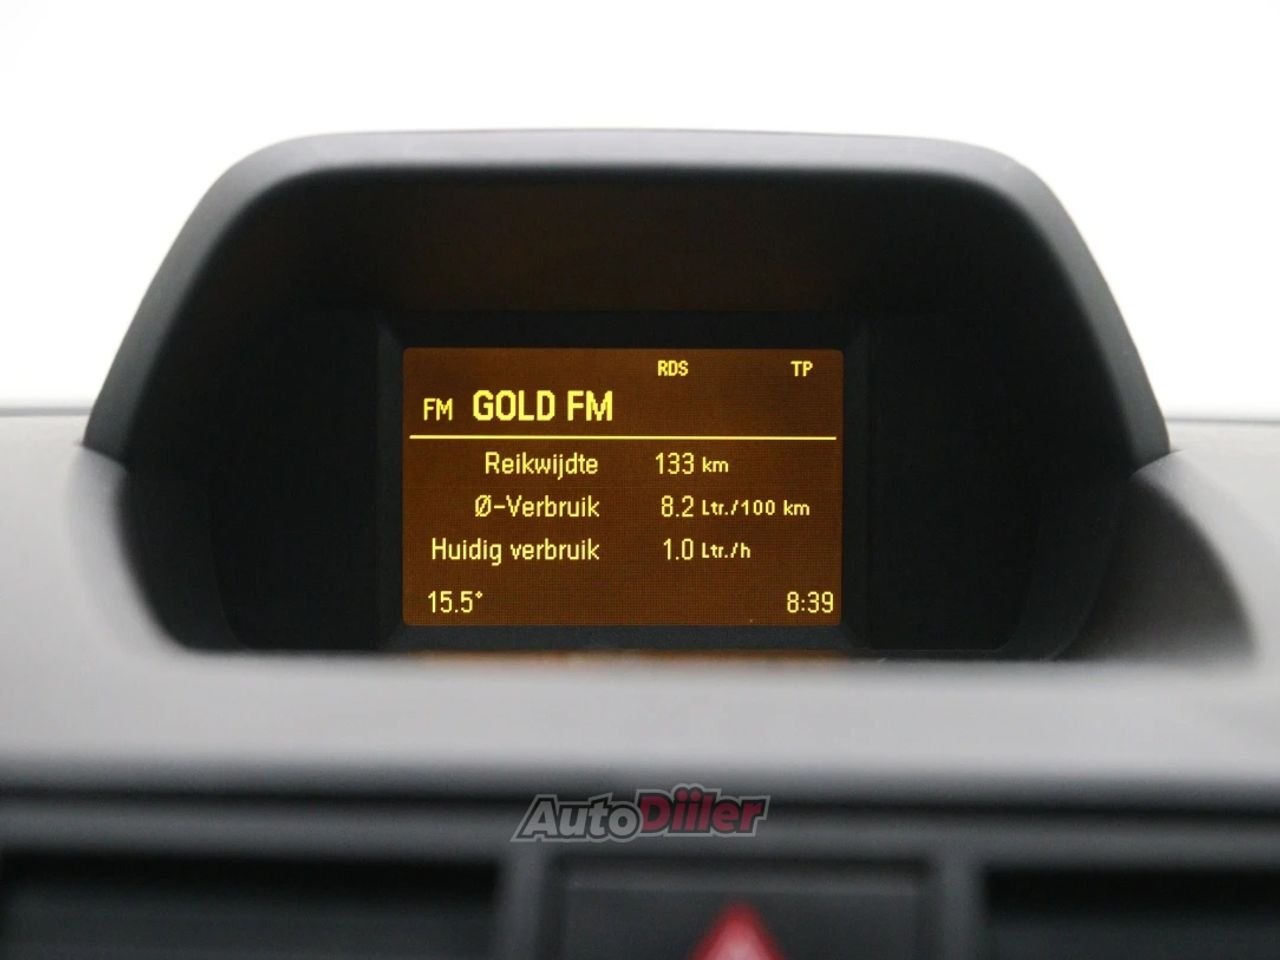 RDS TP
FM GOLD FM
Reikwijdte 133 km
Ø-Verbruik 8.2 Ltr./100 km
Huidig verbruik 1.0 Ltr./h
15.5° 8:39
AutoDiiler